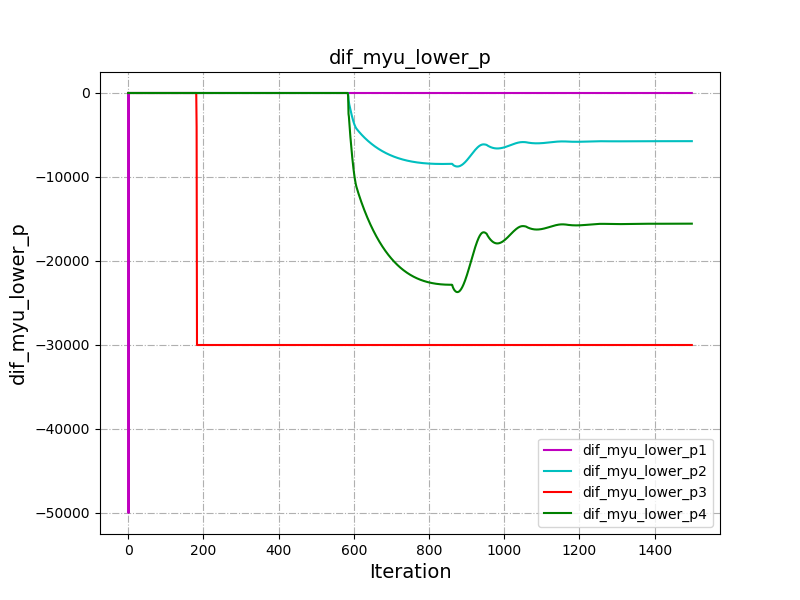 dif_myu_lower_p
dif_myu_lower_p
0
−10000
−20000
−30000
−40000
−50000
0 200 400 600 800 1000 1200 1400
Iteration
dif_myu_lower_p1
dif_myu_lower_p2
dif_myu_lower_p3
dif_myu_lower_p4